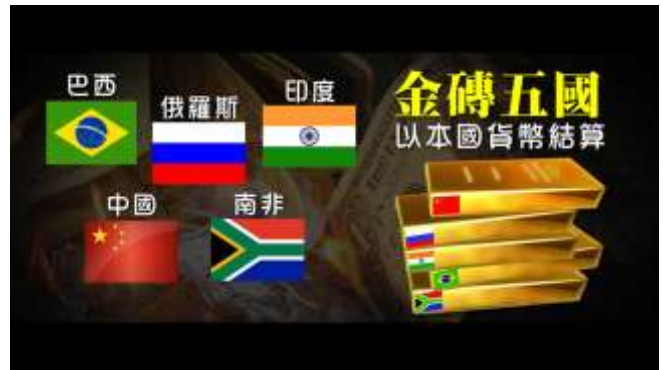 巴西
俄羅斯
印度
中國
南非
金磚五國
以本國貨幣結算